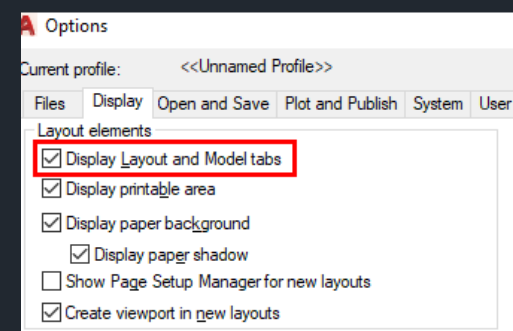 Options
Current profile: <<Unnamed Profile>>
Files Display Open and Save Plot and Publish System User
Layout elements
Display Layout and Model tabs
Display printable area
Display paper background
Display paper shadow
Show Page Setup Manager for new layouts
Create viewport in new layouts